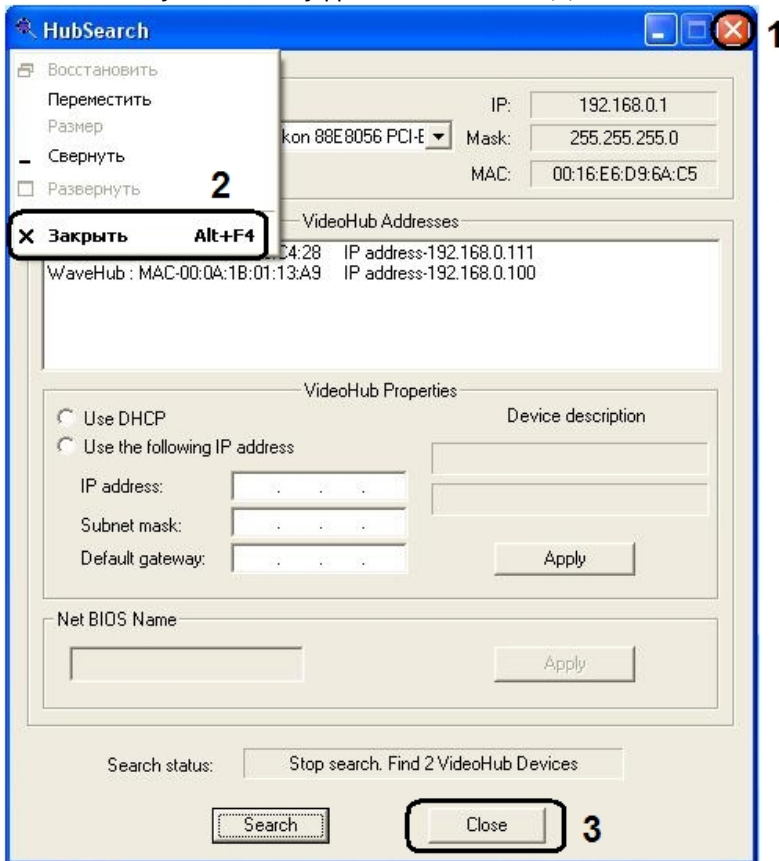 HubSearch
1
Восстановить
Переместить
Размер
Свернуть
Развернуть
2
Закрыть Alt+F4
kon 88E8056 PCI-E
IP: 192.168.0.1
Mask: 255.255.255.0
MAC: 00:16:E6:D9:6A:C5
VideoHub Addresses
C4:28 IP address-192.168.0.111
WaveHub : MAC-00:0A:1B:01:13:A9 IP address-192.168.0.100
VideoHub Properties
Use DHCP
Device description
Use the following IP address
IP address:
Subnet mask:
Default gateway:
Apply
Net BIOS Name
Apply
Search status: Stop search. Find 2 VideoHub Devices
Search
Close
3